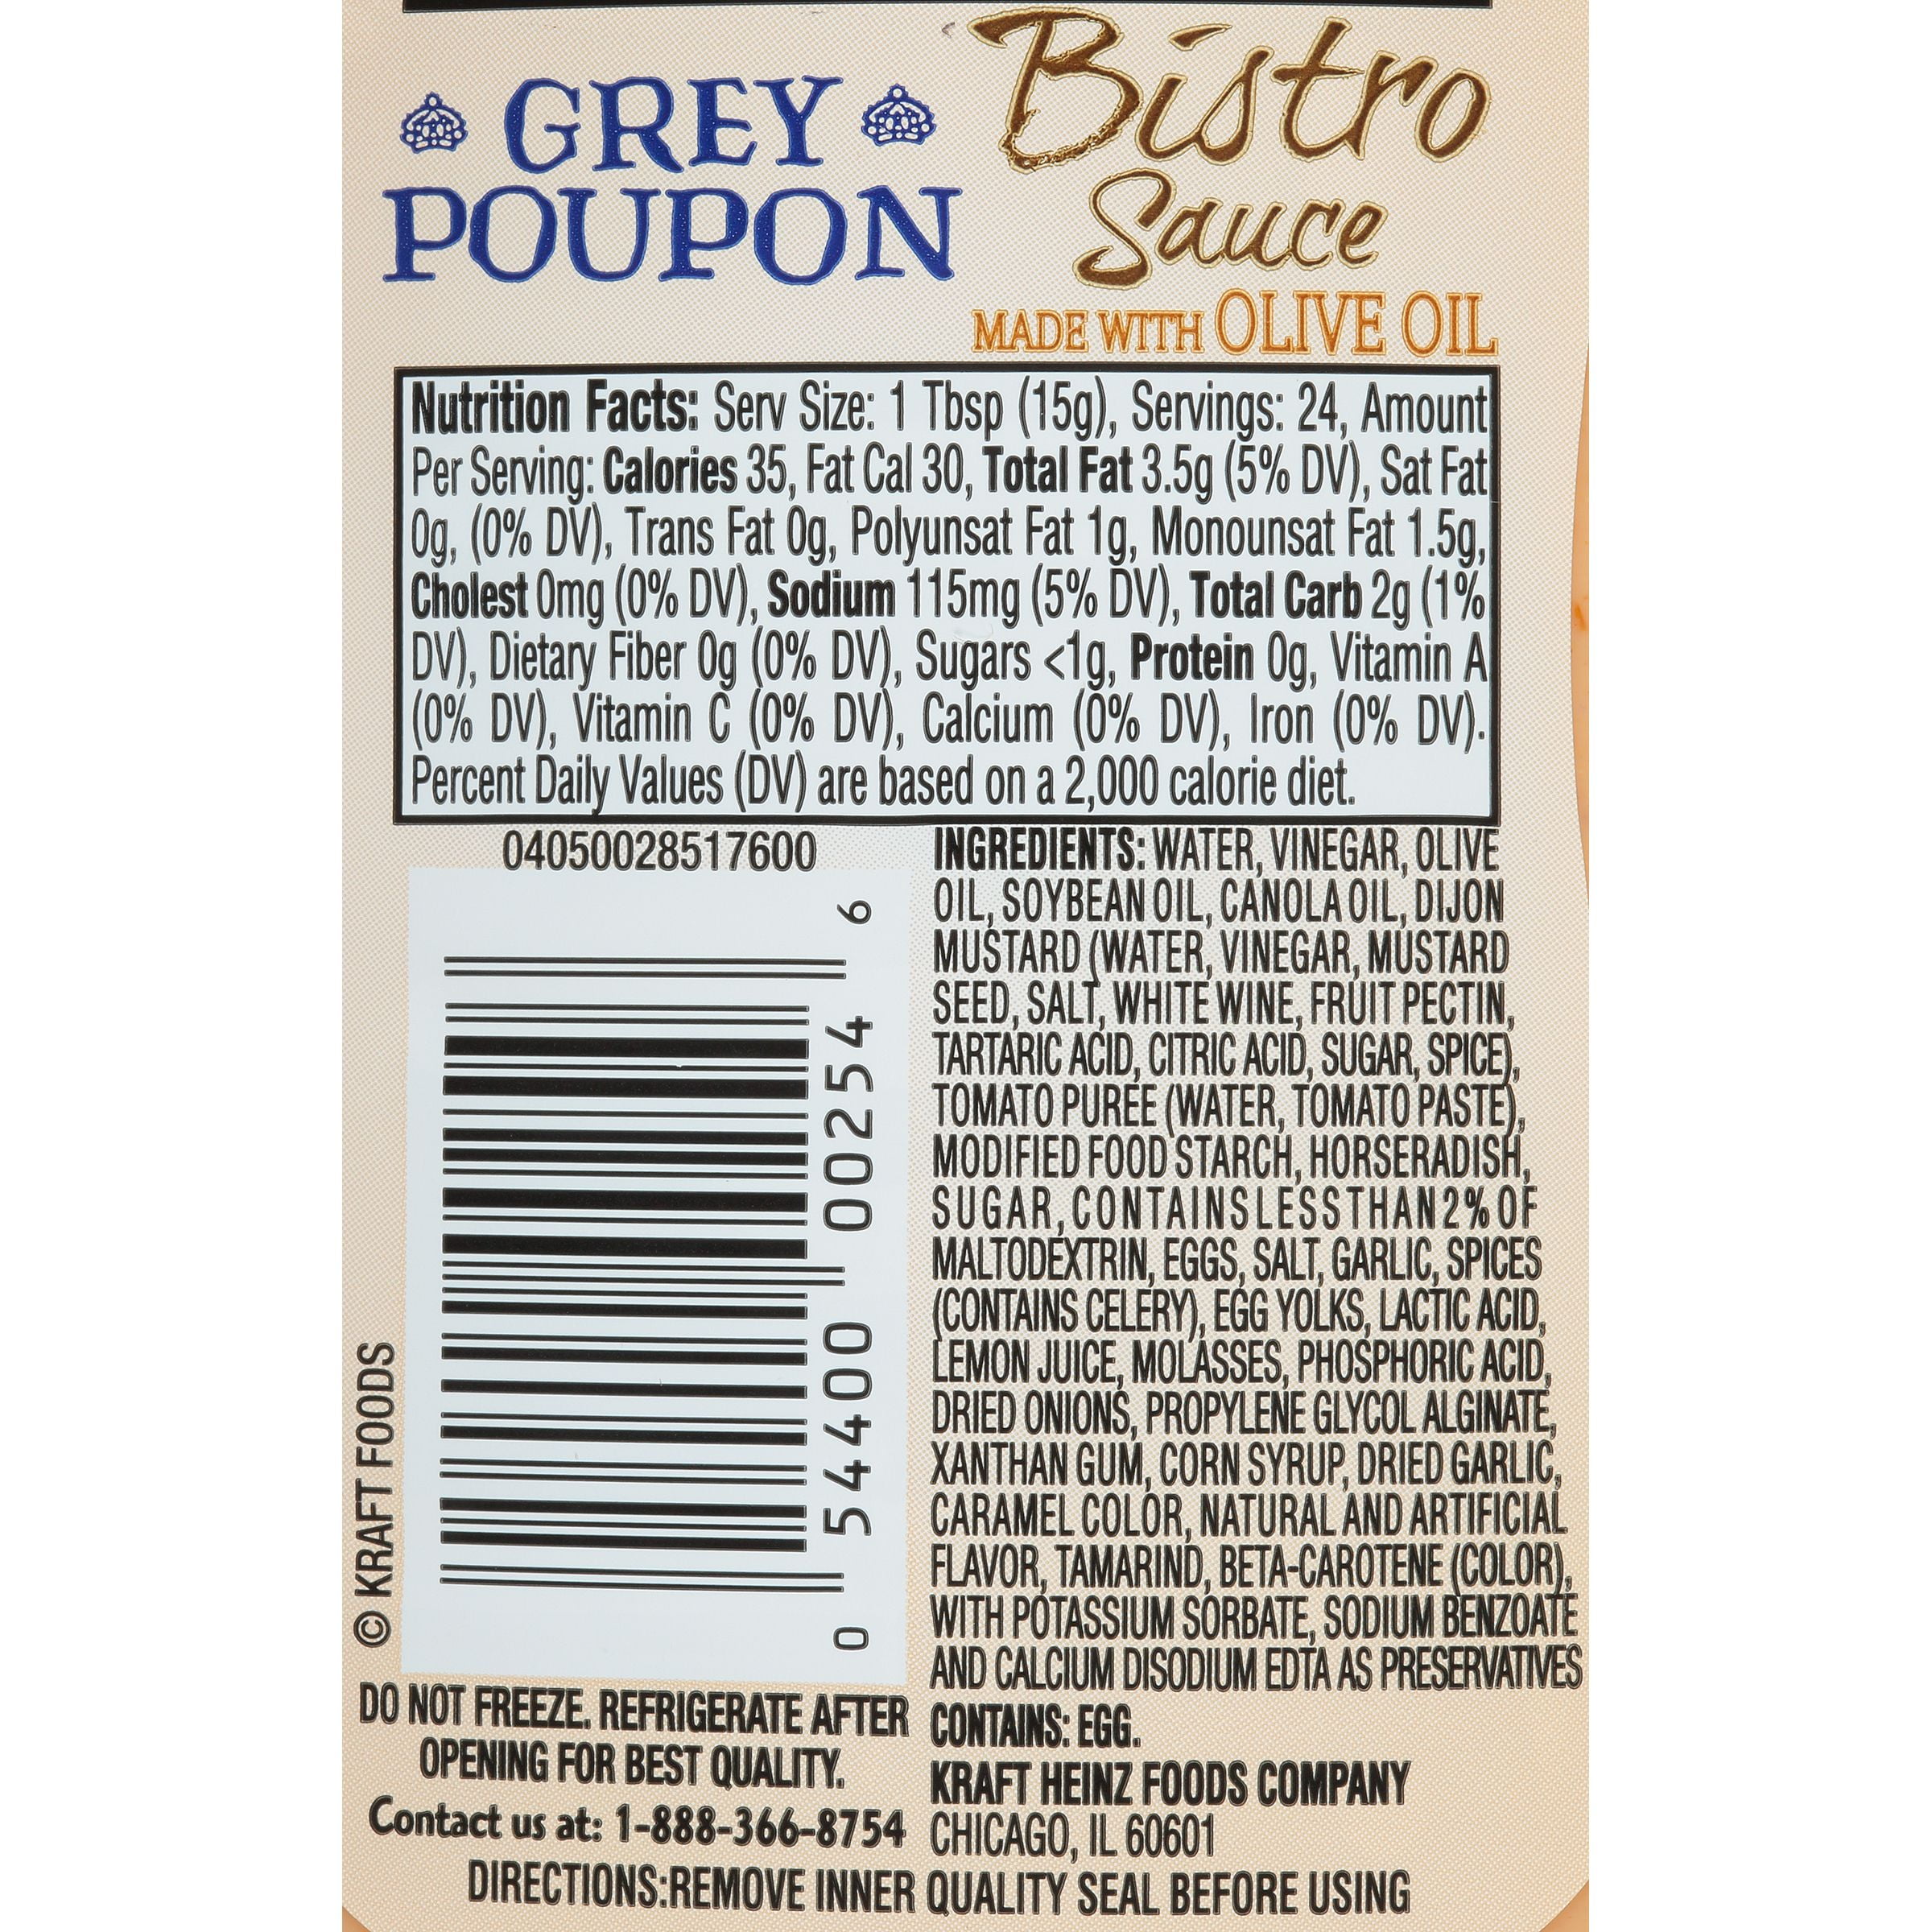 GREY
POUPON
Bistro
Sauce
MADE WITH OLIVE OIL
Nutrition Facts: Serv Size: 1 Tbsp (15g), Servings: 24, Amount
Per Serving: Calories 35, Fat Cal 30, Total Fat 3.5g (5% DV), Sat Fat
0g, (0% DV), Trans Fat 0g, Polyunsat Fat 1g, Monounsat Fat 1.5g,
Cholest 0mg (0% DV), Sodium 115mg (5% DV), Total Carb 2g (1%
DV), Dietary Fiber 0g (0% DV), Sugars <1g, Protein 0g, Vitamin A
(0% DV), Vitamin C (0% DV), Calcium (0% DV), Iron (0% DV).
Percent Daily Values (DV) are based on a 2,000 calorie diet.
04050028517600
0 54400 00254 6
© KRAFT FOODS
DO NOT FREEZE. REFRIGERATE AFTER
OPENING FOR BEST QUALITY.
Contact us at: 1-888-366-8754
INGREDIENTS: WATER, VINEGAR, OLIVE
OIL, SOYBEAN OIL, CANOLA OIL, DIJON
MUSTARD (WATER, VINEGAR, MUSTARD
SEED, SALT, WHITE WINE, FRUIT PECTIN,
TARTARIC ACID, CITRIC ACID, SUGAR, SPICE),
TOMATO PUREE (WATER, TOMATO PASTE),
MODIFIED FOOD STARCH, HORSERADISH,
SUGAR, CONTAINS LESS THAN 2% OF
MALTODEXTRIN, EGGS, SALT, GARLIC, SPICES
(CONTAINS CELERY), EGG YOLKS, LACTIC ACID,
LEMON JUICE, MOLASSES, PHOSPHORIC ACID,
DRIED ONIONS, PROPYLENE GLYCOL ALGINATE,
XANTHAN GUM, CORN SYRUP, DRIED GARLIC,
CARAMEL COLOR, NATURAL AND ARTIFICIAL
FLAVOR, TAMARIND, BETA-CAROTENE (COLOR),
WITH POTASSIUM SORBATE, SODIUM BENZOATE
AND CALCIUM DISODIUM EDTA AS PRESERVATIVES
CONTAINS: EGG.
KRAFT HEINZ FOODS COMPANY
CHICAGO, IL 60601
DIRECTIONS:REMOVE INNER QUALITY SEAL BEFORE USING